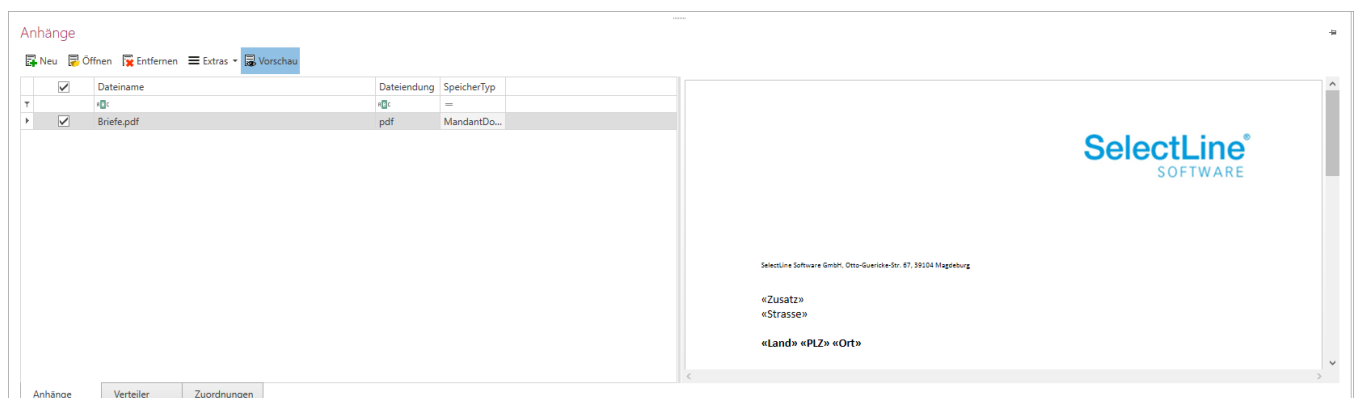 Anhänge
Neu Öffnen Entfernen Extras Vorschau
Dateiname Dateiendung SpeicherTyp
Briefe.pdf pdf MandantDo...
SelectLine®
SOFTWARE
SelectLine Software GmbH, Otto-Guericke-Str. 67, 39104 Magdeburg
«Zusatz»
«Strasse»
«Land» «PLZ» «Ort»
Anhänge Verteiler Zuordnungen